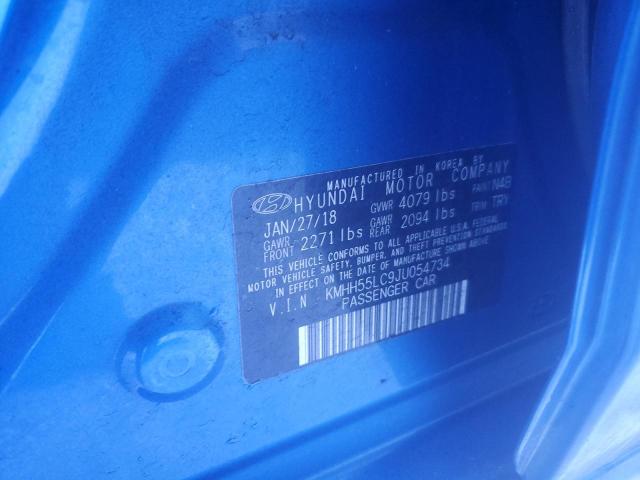 MANUFACTURED IN KOREA BY
HYUNDAI MOTOR COMPANY
JAN/27/18 GVWR 4079 lbs PAINT N4B
GAWR FRONT 2271 lbs GAWR REAR 2094 lbs TRIM TRY
THIS VEHICLE CONFORMS TO ALL APPLICABLE U.S. FEDERAL
MOTOR VEHICLE SAFETY, BUMPER, AND THEFT PREVENTION STANDARDS
IN EFFECT ON THE DATE OF MANUFACTURE SHOWN ABOVE.
V.I.N KMHH55LC9JU054734
PASSENGER CAR